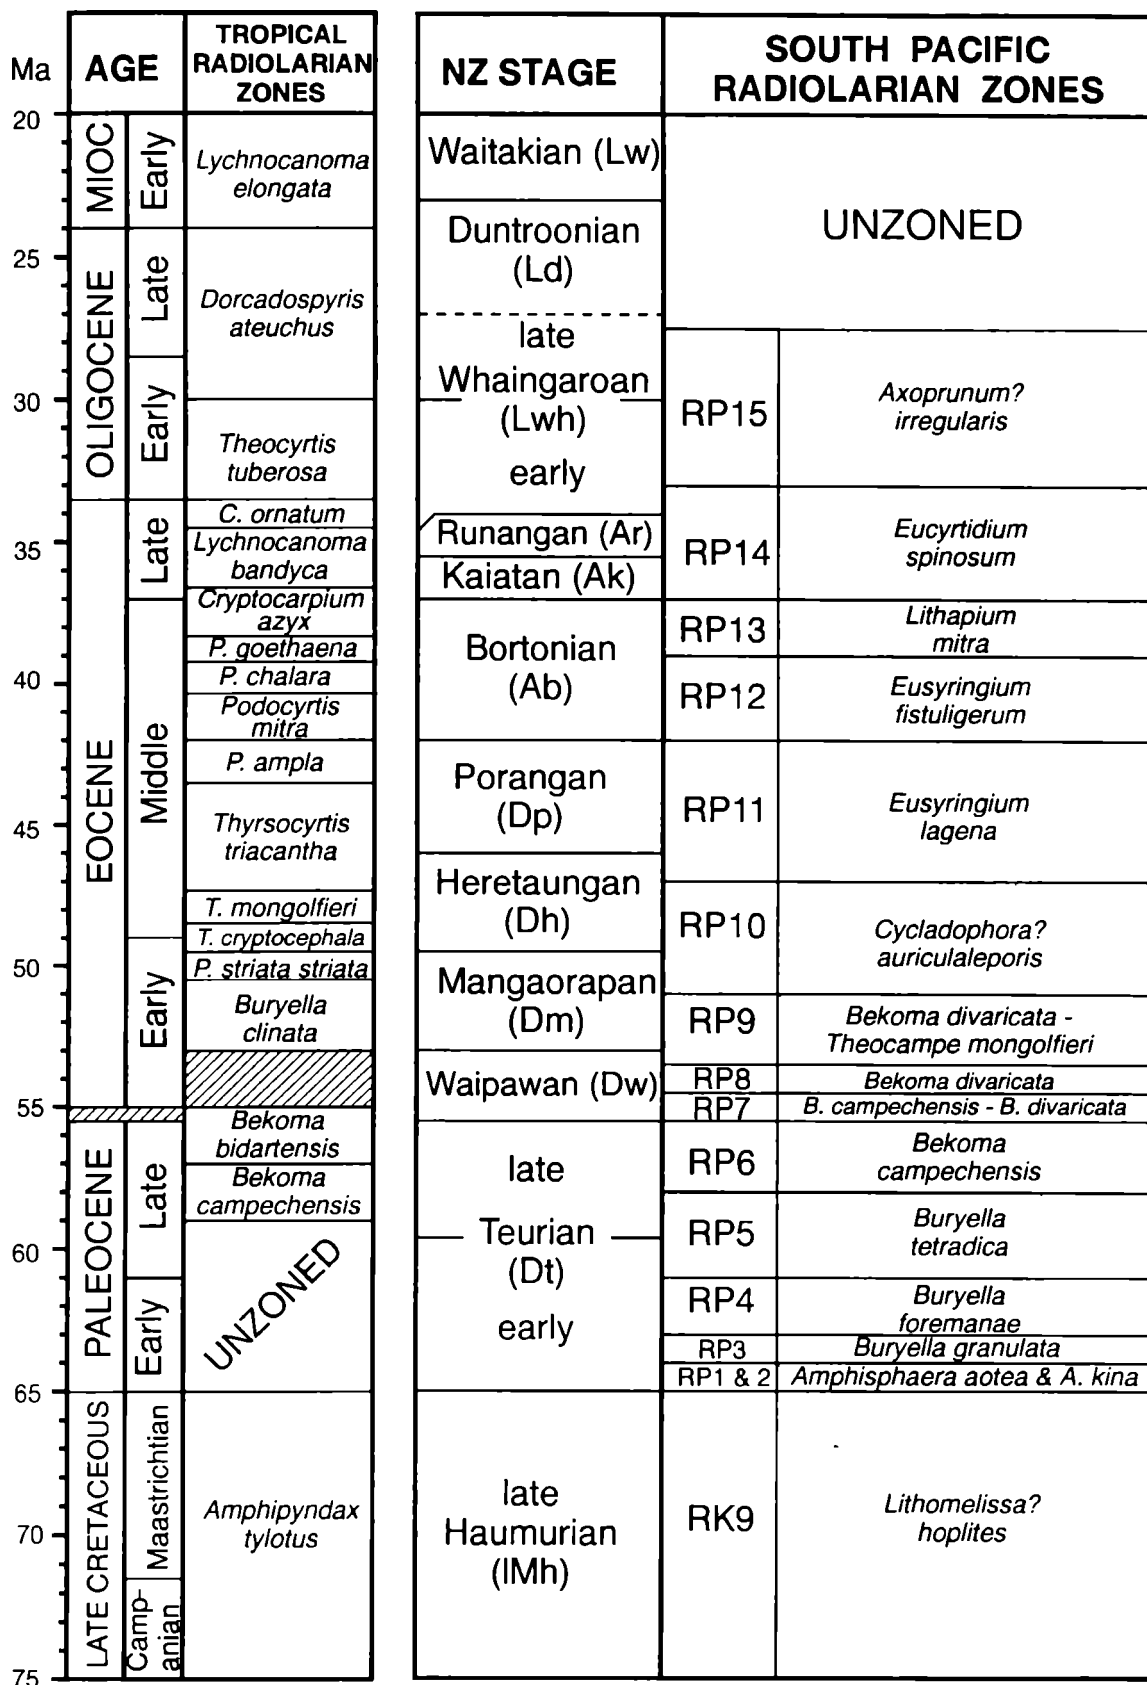 Ma
AGE
TROPICAL
RADIOLARIAN
ZONES
NZ STAGE
SOUTH PACIFIC
RADIOLARIAN ZONES
20
25
30
35
40
45
50
55
60
65
70
75
MIOC
OLIGOCENE
EOCENE
PALEOCENE
LATE CRETACEOUS
Early
Late
Early
Late
Middle
Early
Late
Early
Maastrichtian
Camp-
anian
Lychnocanoma
elongata
Dorcadospyris
ateuchus
Theocyrtis
tuberosa
C. ornatum
Lychnocanoma
bandyca
Cryptocarpium
azyx
P. goethaena
P. chalara
Podocyrtis
mitra
P. ampla
Thyrsocyrtis
triacantha
T. mongolfieri
T. cryptocephala
P. striata striata
Buryella
clinata
Bekoma
bidartensis
Bekoma
campechensis
UNZONED
Amphipyndax
tylotus
Waitakian (Lw)
Duntroonian
(Ld)
late
Whaingaroan
(Lwh)
early
Runangan (Ar)
Kaiatan (Ak)
Bortonian
(Ab)
Porangan
(Dp)
Heretaungan
(Dh)
Mangaorapan
(Dm)
Waipawan (Dw)
late
Teurian
(Dt)
early
late
Haumurian
(lMh)
UNZONED
RP15
Axoprunum?
irregularis
RP14
Eucyrtidium
spinosum
RP13
Lithapium
mitra
RP12
Eusyringium
fistuligerum
RP11
Eusyringium
lagena
RP10
Cycladophora?
auriculaleporis
RP9
Bekoma divaricata -
Theocampe mongolfieri
RP8
Bekoma divaricata
RP7
B. campechensis - B. divaricata
RP6
Bekoma
campechensis
RP5
Buryella
tetradica
RP4
Buryella
foremanae
RP3
Buryella granulata
RP1 & 2
Amphisphaera aotea & A. kina
RK9
Lithomelissa?
hoplites